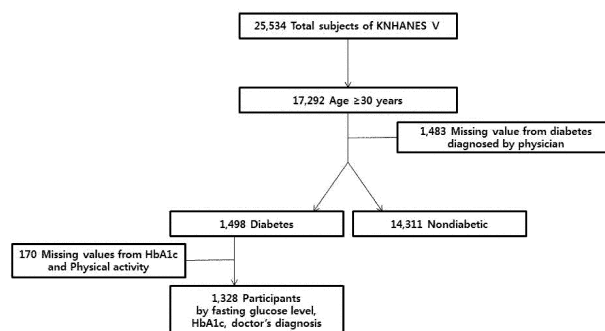 25,534 Total subjects of KNHANES V
17,292 Age ≥30 years
1,483 Missing value from diabetes
diagnosed by physician
1,498 Diabetes
14,311 Nondiabetic
170 Missing values from HbA1c
and Physical activity
1,328 Participants
by fasting glucose level,
HbA1c, doctor's diagnosis